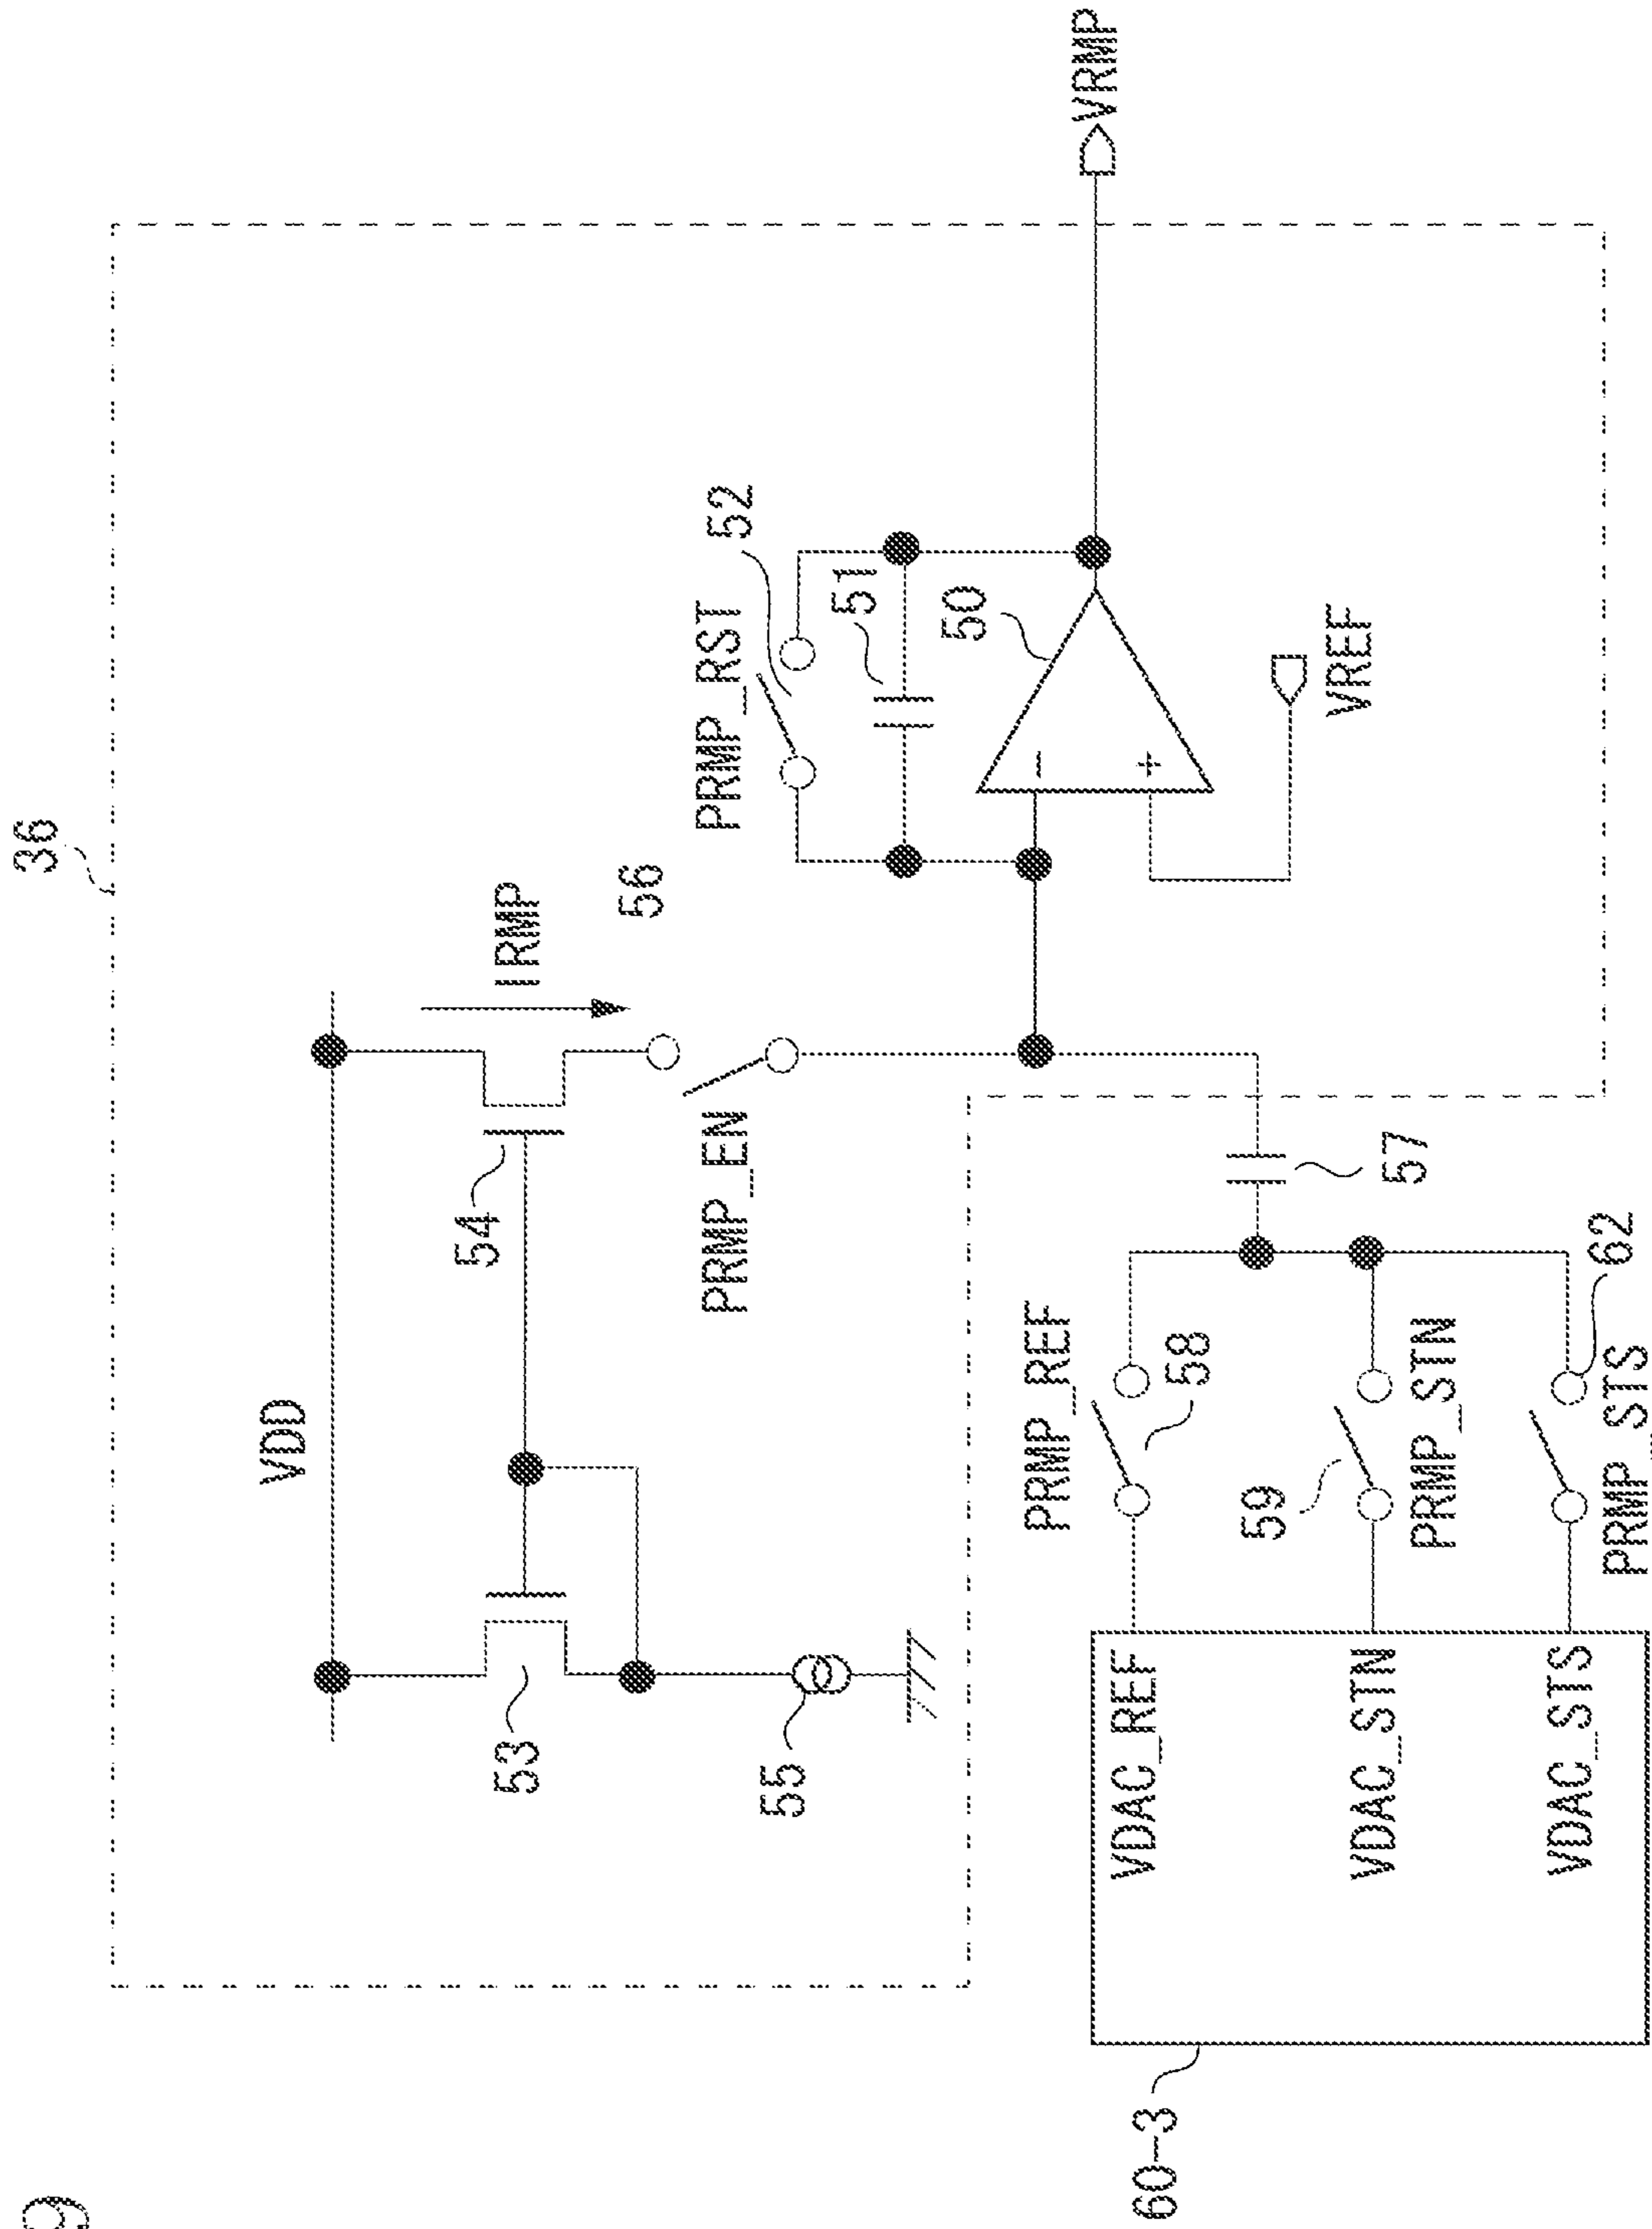 9
36
VDD
IRMP
54
53
56
PRMP_EN
55
PRMP_RST
52
51
50
VRMP
VREF
PRMP_REF
58
57
59
PRMP_STN
62
PRMP_STS
VDAC_REF
VDAC_STN
VDAC_STS
60-3